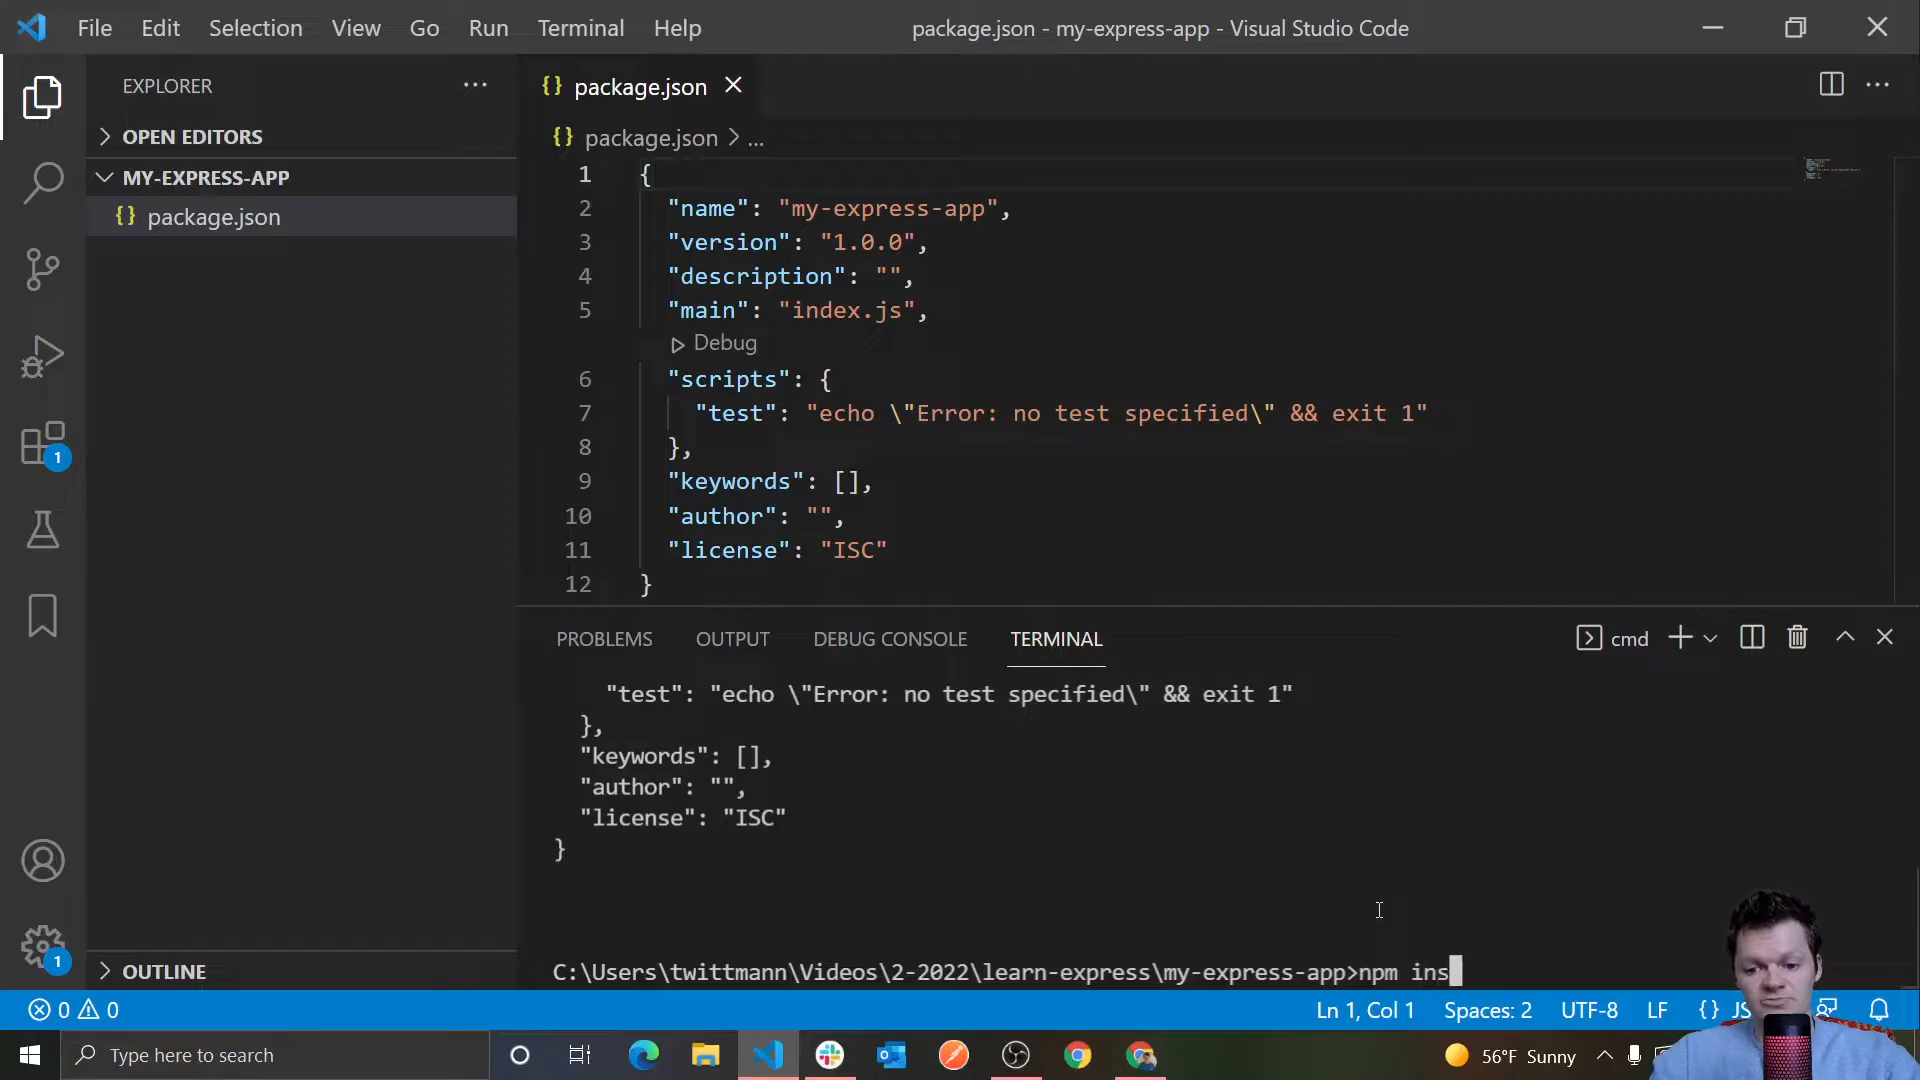 File Edit Selection View Go Run Terminal Help
package.json - my-express-app - Visual Studio Code
EXPLORER
OPEN EDITORS
MY-EXPRESS-APP
{} package.json
OUTLINE
{} package.json
{} package.json > ...
1 {
2 "name": "my-express-app",
3 "version": "1.0.0",
4 "description": "",
5 "main": "index.js",
Debug
6 "scripts": {
7 "test": "echo \"Error: no test specified\" && exit 1"
8 },
9 "keywords": [],
10 "author": "",
11 "license": "ISC"
12 }
PROBLEMS OUTPUT DEBUG CONSOLE TERMINAL
cmd
"test": "echo \"Error: no test specified\" && exit 1"
},
"keywords": [],
"author": "",
"license": "ISC"
}
C:\Users\twittmann\Videos\2-2022\learn-express\my-express-app>npm ins
1
1
0 0
Ln 1, Col 1 Spaces: 2 UTF-8 LF {} JS
Type here to search
56°F Sunny